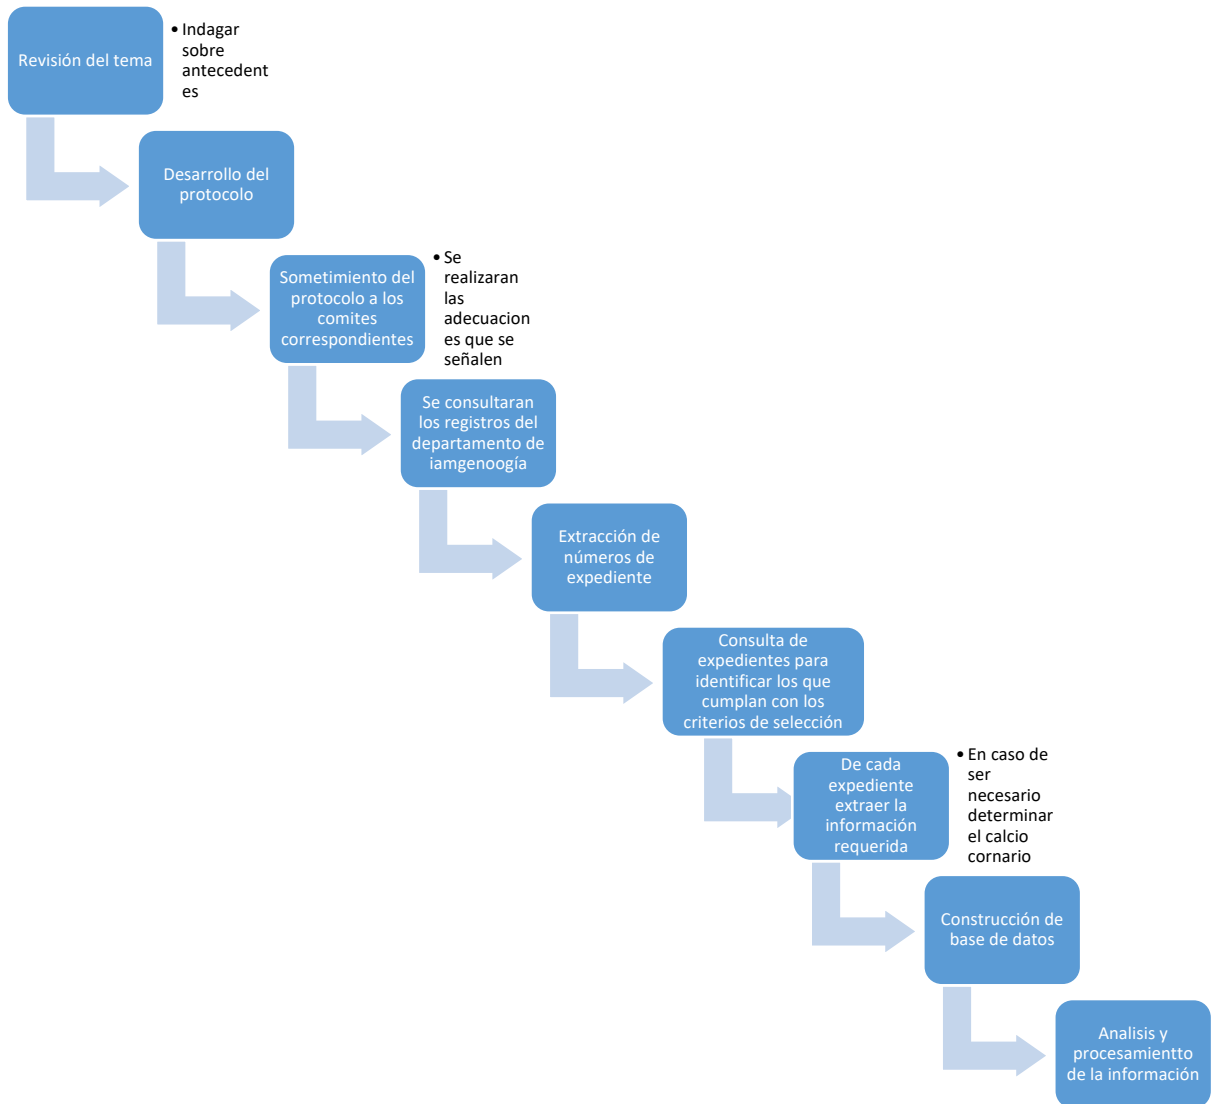 Revisión del tema
• Indagar
sobre
antecedent
es
Desarrollo del
protocolo
Sometimiento del
protocolo a los
comites
correspondientes
• Se
realizaran
las
adecuacion
es que se
señalen
Se consultaran
los registros del
departamento de
iamgenoogía
Extracción de
números de
expediente
Consulta de
expedientes para
identificar los que
cumplan con los
criterios de selección
De cada
expediente
extraer la
información
requerida
• En caso de
ser
necesario
determinar
el calcio
cornario
Construcción de
base de datos
Analisis y
procesamientto
de la información